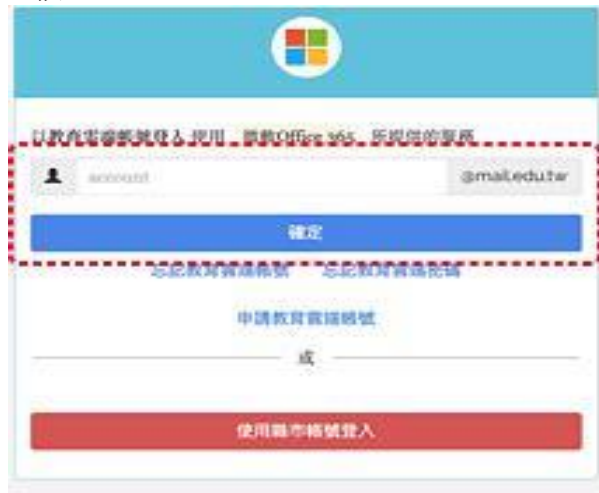 以教育雲端帳號登入 使用 微軟Office 365 所提供的服務
account @mail.edu.tw
確定
忘記教育雲端帳號 忘記教育雲端密碼
申請教育雲端帳號
或
使用縣市帳號登入